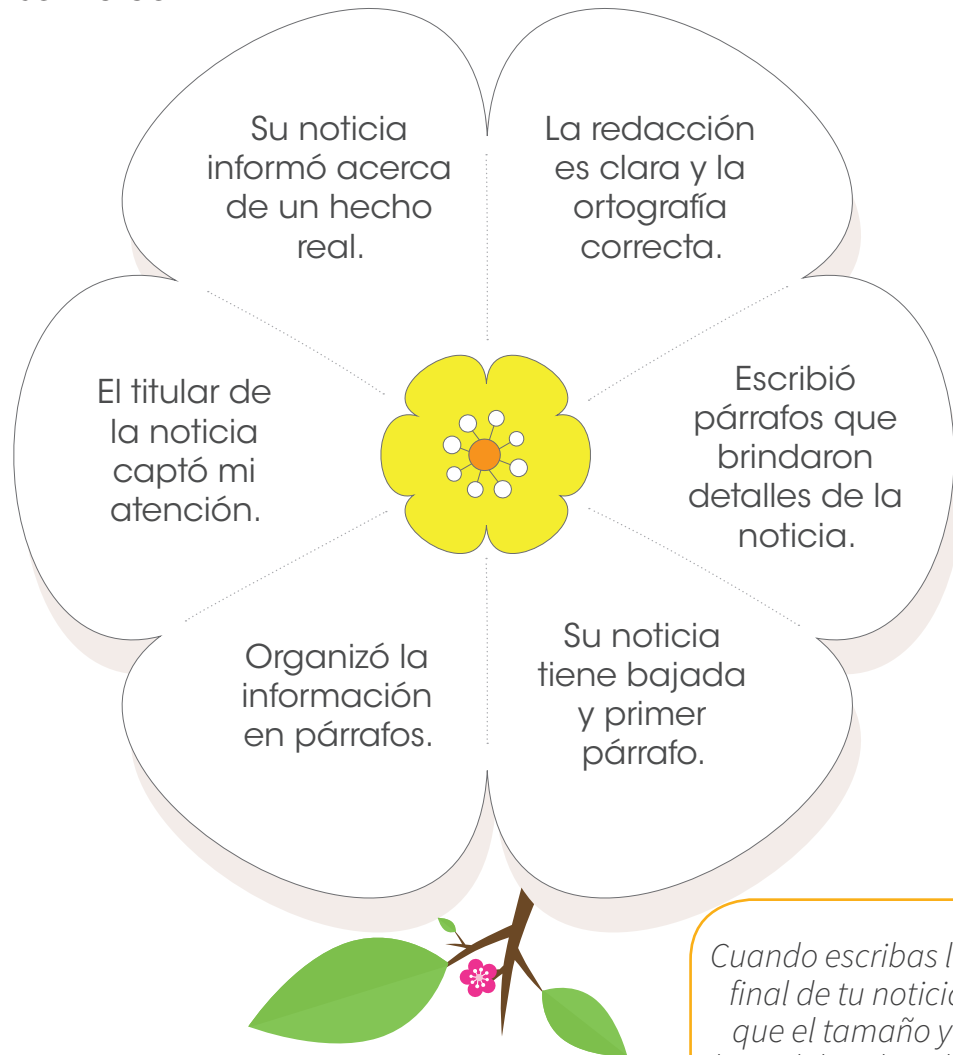 Su noticia
informó acerca
de un hecho
real.
La redacción
es clara y la
ortografía
correcta.
El titular de
la noticia
captó mi
atención.
Escribió
párrafos que
brindaron
detalles de la
noticia.
Organizó la
información
en párrafos.
Su noticia
tiene bajada
y primer
párrafo.
Cuando escribas l
final de tu notici
que el tamaño y